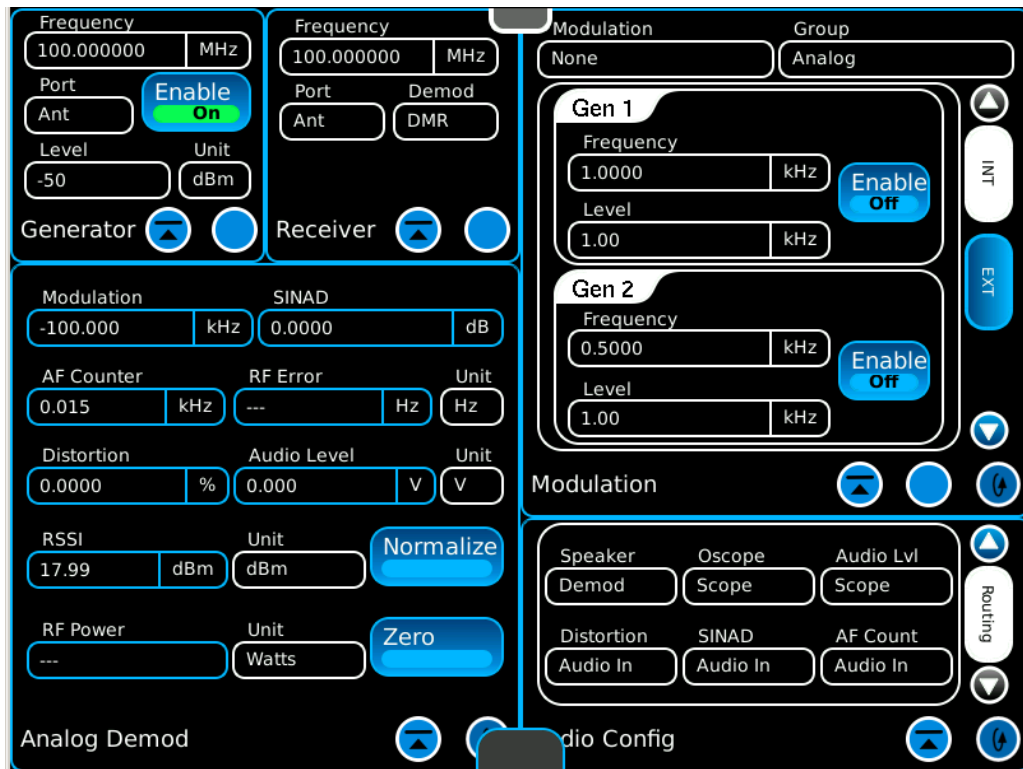 Frequency
100.000000 MHz
Port
Ant
Enable
On
Level Unit
-50 dBm
Generator
Frequency
100.000000 MHz
Port Demod
Ant DMR
Receiver
Modulation Group
None Analog
Gen 1
Frequency
1.0000 kHz
Enable
Off
Level
1.00 kHz
Gen 2
Frequency
0.5000 kHz
Enable
Off
Level
1.00 kHz
INT
EXT
Modulation
Modulation SINAD
-100.000 kHz 0.0000 dB
AF Counter RF Error Unit
0.015 kHz --- Hz Hz
Distortion Audio Level Unit
0.0000 % 0.000 V V
RSSI Unit
17.99 dBm dBm
Normalize
RF Power Unit
--- Watts
Zero
Analog Demod
Speaker Oscope Audio Lvl
Demod Scope Scope
Distortion SINAD AF Count
Audio In Audio In Audio In
Routing
dio Config